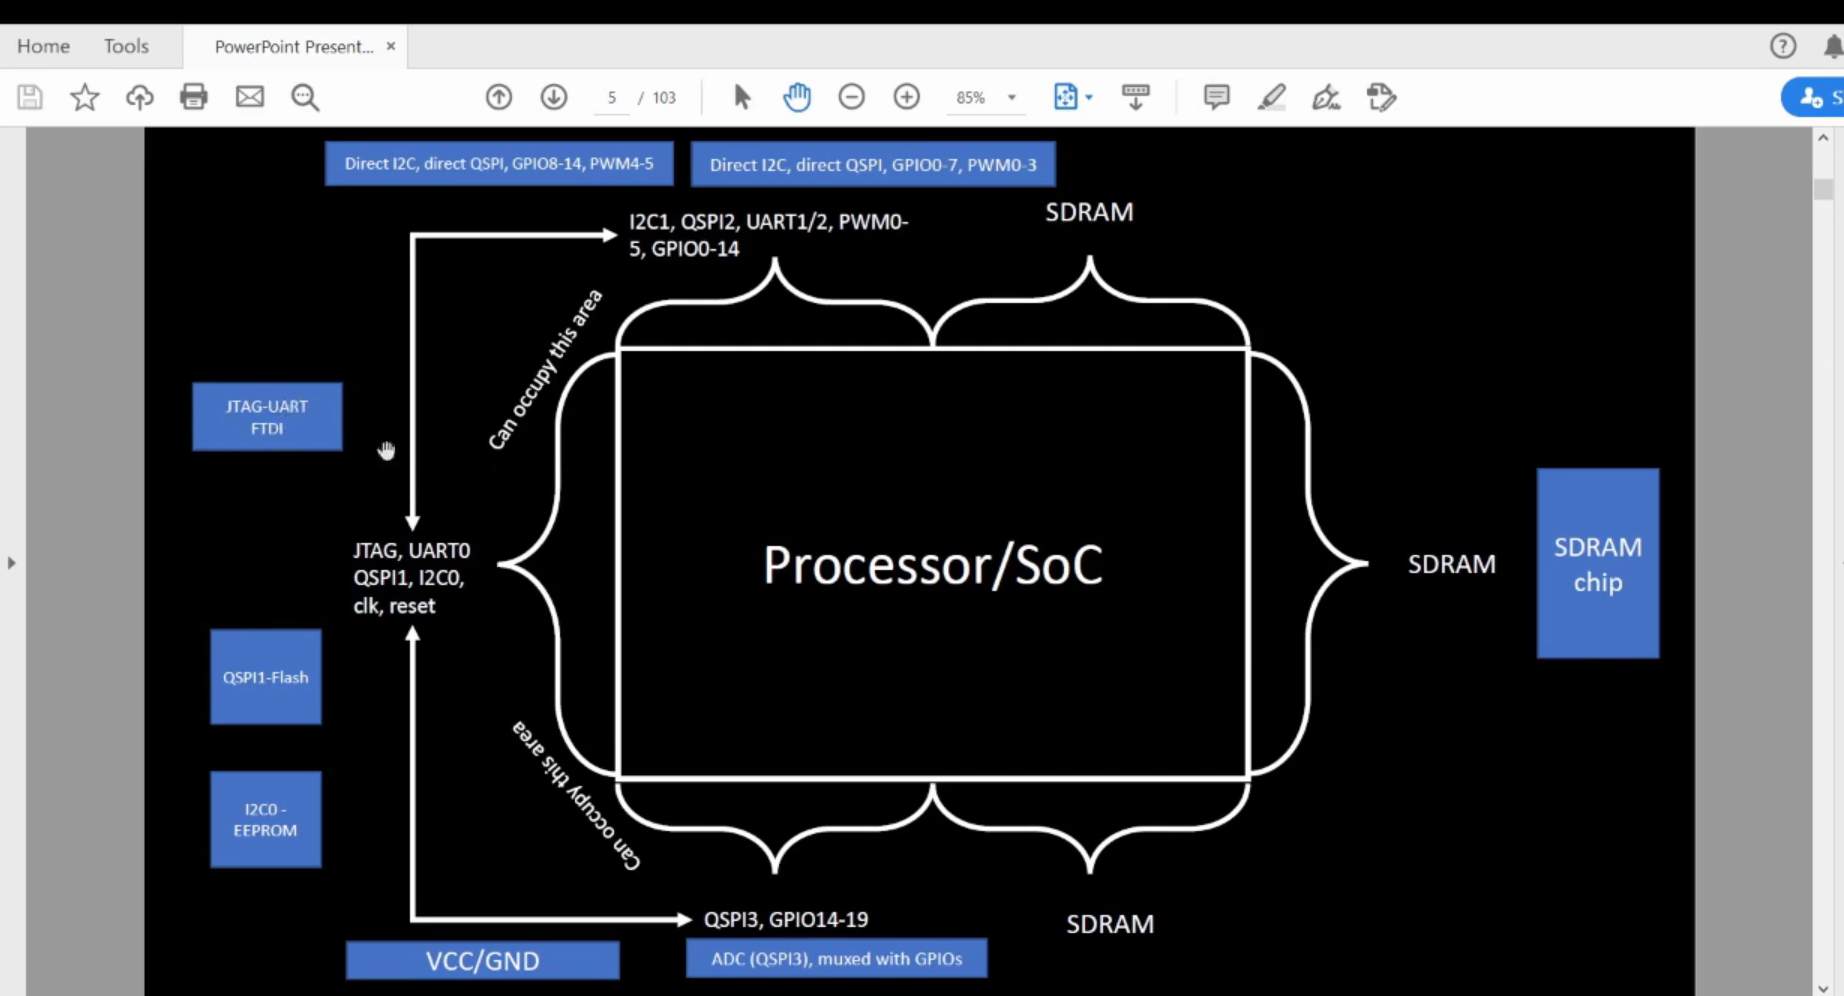 Home
Tools
PowerPoint Present...
5 / 103
85%
Direct I2C, direct QSPI, GPIO8-14, PWM4-5
Direct I2C, direct QSPI, GPIO0-7, PWM0-3
I2C1, QSPI2, UART1/2, PWM0-
5, GPIO0-14
SDRAM
Can occupy this area
JTAG-UART
FTDI
JTAG, UART0
QSPI1, I2C0,
clk, reset
Processor/SoC
SDRAM
SDRAM
chip
QSPI1-Flash
I2C0 -
EEPROM
Can occupy this area
QSPI3, GPIO14-19
SDRAM
VCC/GND
ADC (QSPI3), muxed with GPIOs